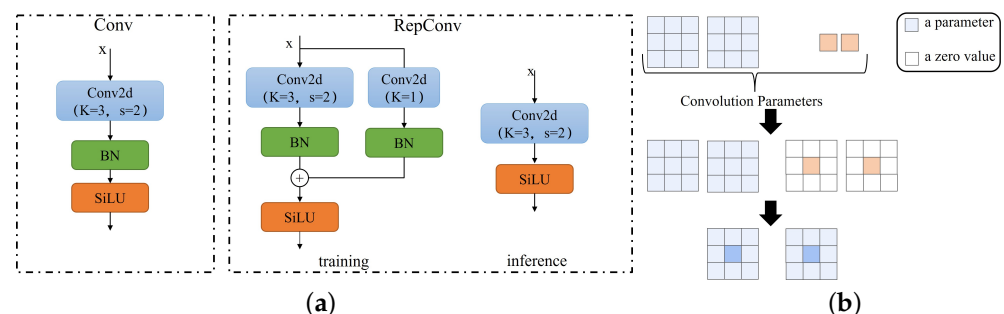 Conv
x
Conv2d
(K=3, s=2)
BN
SiLU
RepConv
x
Conv2d
(K=3, s=2)
BN
+
SiLU
Conv2d
(K=1)
BN
training
x
Conv2d
(K=3, s=2)
SiLU
inference
(a)
a parameter
a zero value
Convolution Parameters
(b)